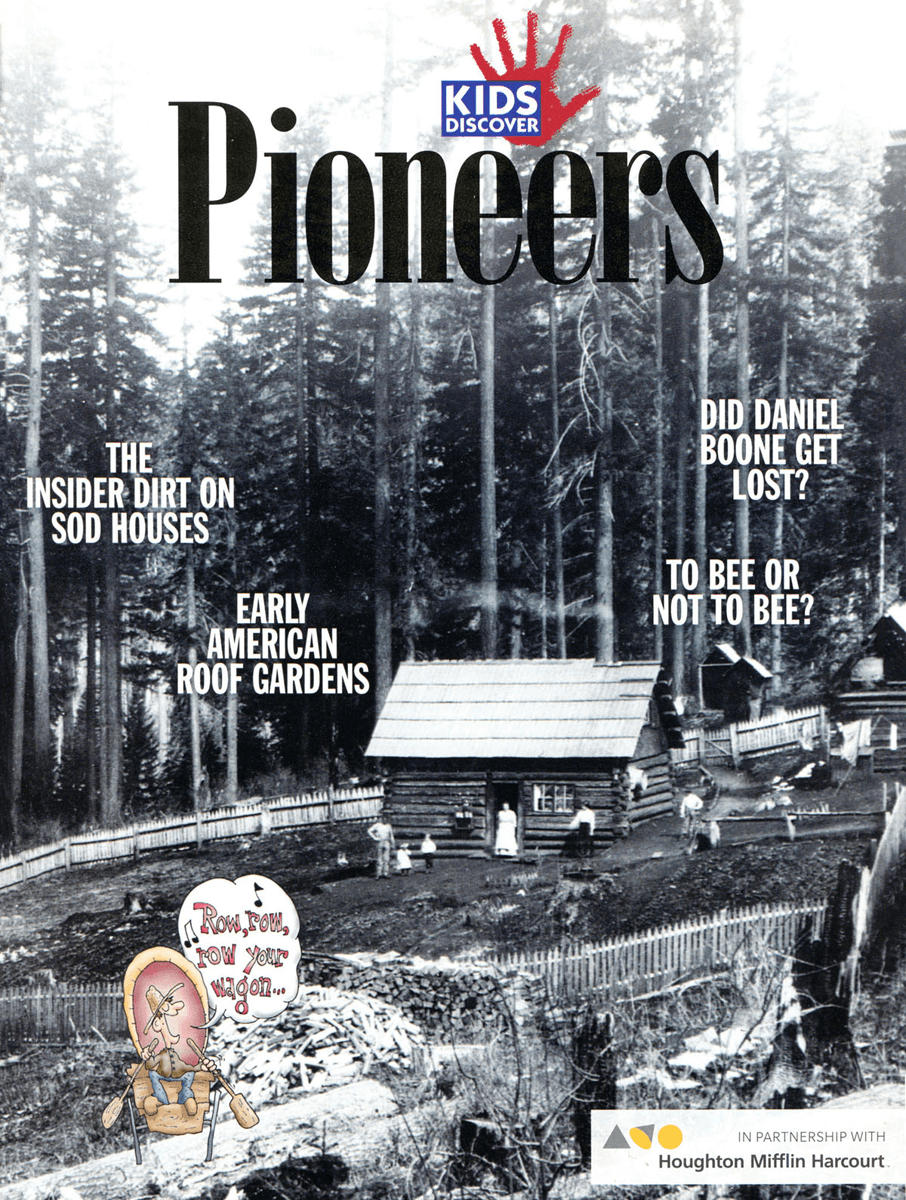 KIDS
DISCOVER
Pioneers
DID DANIEL
BOONE GET
LOST?
THE
INSIDER DIRT ON
SOD HOUSES
TO BEE OR
NOT TO BEE?
EARLY
AMERICAN
ROOF GARDENS
Row, row,
row your
wagon...
IN PARTNERSHIP WITH
Houghton Mifflin Harcourt